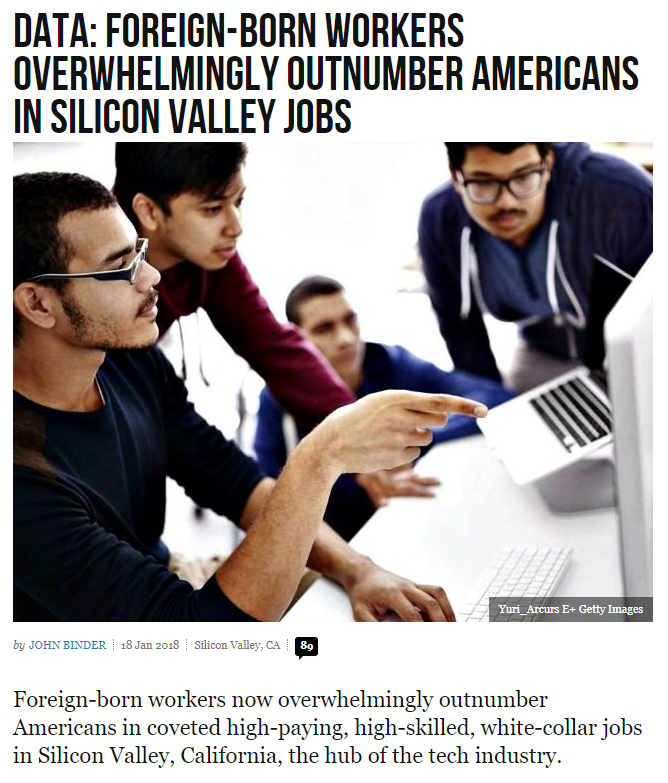 DATA: FOREIGN-BORN WORKERS
OVERWHELMINGLY OUTNUMBER AMERICANS
IN SILICON VALLEY JOBS
Yuri_Arcurs E+ Getty Images
by JOHN BINDER 18 Jan 2018 Silicon Valley, CA 89
Foreign-born workers now overwhelmingly outnumber
Americans in coveted high-paying, high-skilled, white-collar jobs
in Silicon Valley, California, the hub of the tech industry.